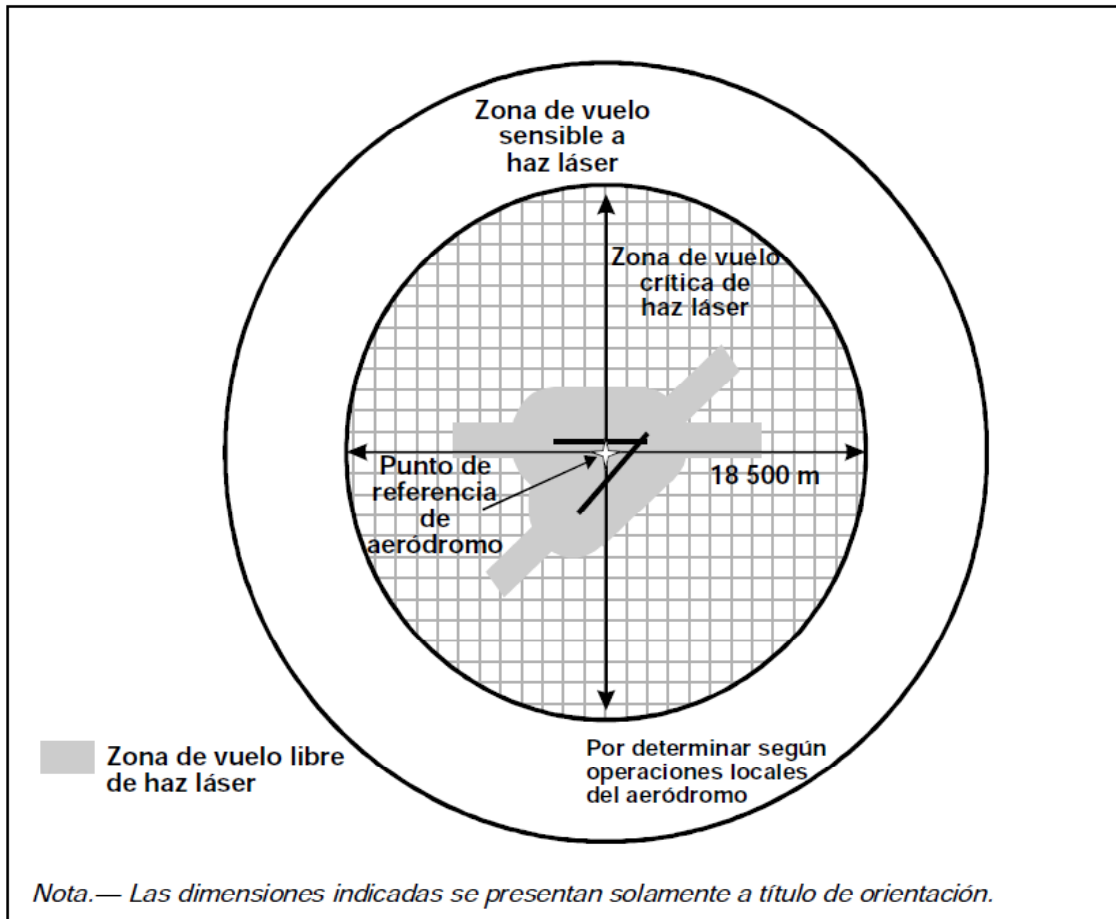 Zona de vuelo
sensible a
haz láser
Zona de vuelo
crítica de
haz láser
Punto de
referencia
de
aeródromo
18 500 m
Por determinar según
operaciones locales
del aeródromo
Zona de vuelo libre
de haz láser
Nota.— Las dimensiones indicadas se presentan solamente a título de orientación.